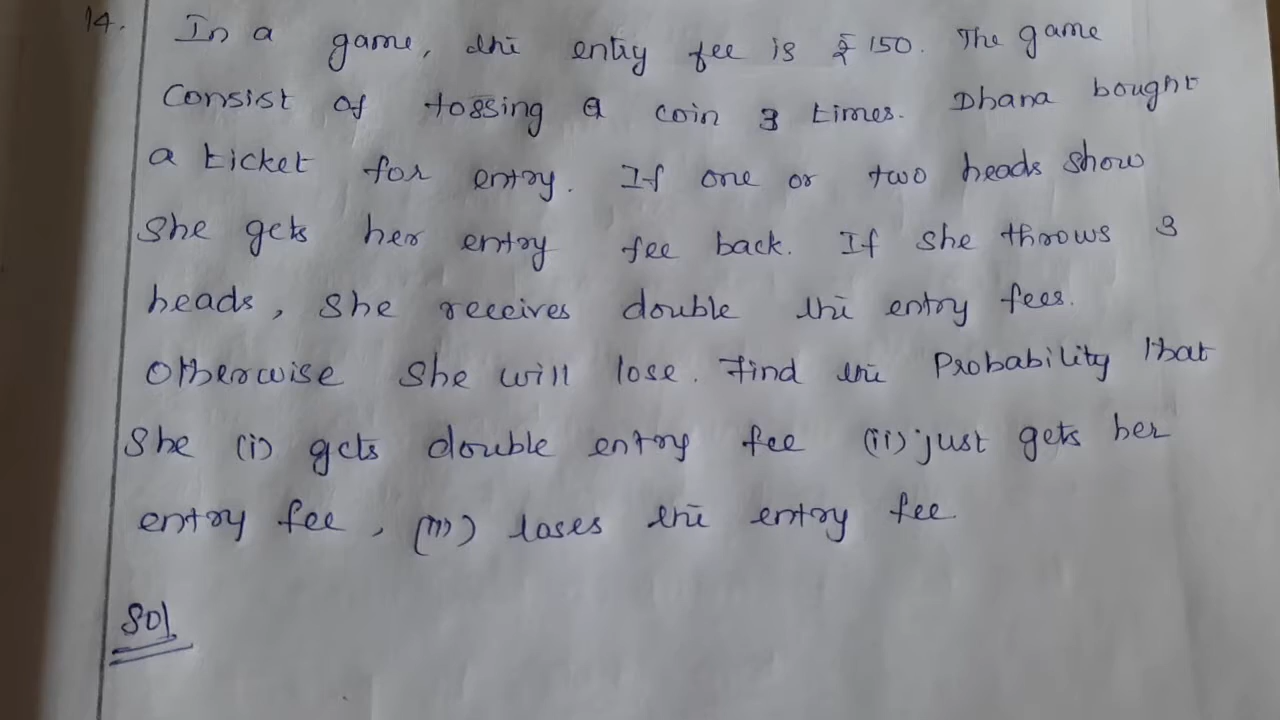 14. In a game, the entry fee is ₹ 150. The game
consist of tossing a coin 3 times. Dhana bought
a ticket for entry. If one or two heads show
she gets her entry fee back. If she throws 3
heads, she receives double the entry fees.
Otherwise she will lose. Find the Probability that
She (i) gets double entry fee (ii) just gets her
entry fee, (iii) loses the entry fee
Sol